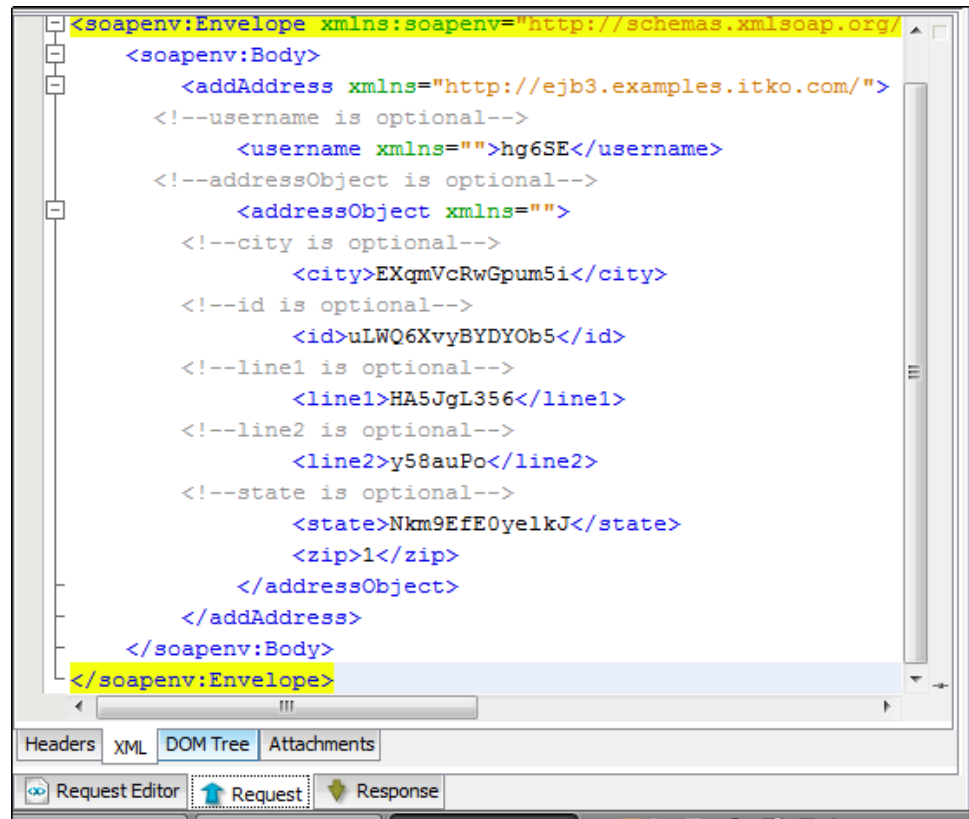 <soapenv:Envelope xmlns:soapenv="http://schemas.xmlsoap.org/
<soapenv:Body>
<addAddress xmlns="http://ejb3.examples.itko.com/">
<!--username is optional-->
<username xmlns="">hg6SE</username>
<!--addressObject is optional-->
<addressObject xmlns="">
<!--city is optional-->
<city>EXqmVcRwGpum5i</city>
<!--id is optional-->
<id>uLWQ6XvyBYDYOb5</id>
<!--line1 is optional-->
<line1>HA5JgL356</line1>
<!--line2 is optional-->
<line2>y58auPo</line2>
<!--state is optional-->
<state>Nkm9EfE0yelkJ</state>
<zip>1</zip>
</addressObject>
</addAddress>
</soapenv:Body>
</soapenv:Envelope>
Headers XML DOM Tree Attachments
Request Editor Request Response